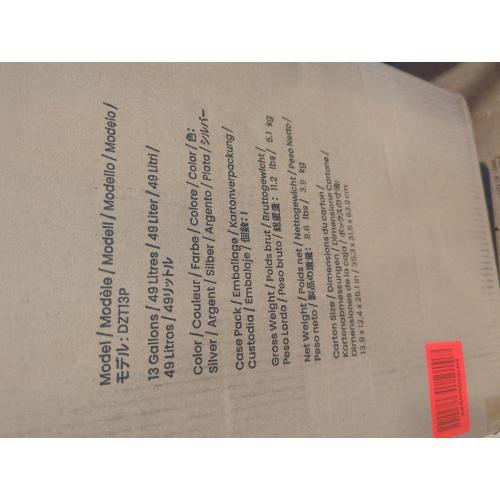 Model / Modèle / Modell / Modello / Modelo /
モデル: DZT13P
13 Gallons / 49 Litres / 49 Liter / 49 Litri /
49 Litros / 49リットル
Color / Couleur / Farbe / Colore / Color / 色:
Silver / Argent / Silber / Argento / Plata / シルバー
Case Pack / Emballage / Kartonverpackung /
Custodia / Embalaje / 個数: 1
Gross Weight / Poids brut / Bruttogewicht /
Peso Lordo / Peso bruto / 総重量: 11.2 lbs / 5.1 kg
Net Weight / Poids net / Nettogewicht / Peso Netto /
Peso neto / 製品の重量: 8.6 lbs / 3.9 kg
Carton Size / Dimensions du carton /
Kartonabmessungen / Dimensione Cartone /
Dimensiones de la caja / ボックスの寸法:
13.9 x 12.4 x 25.1 in / 35.3 x 31.5 x 63.8 cm